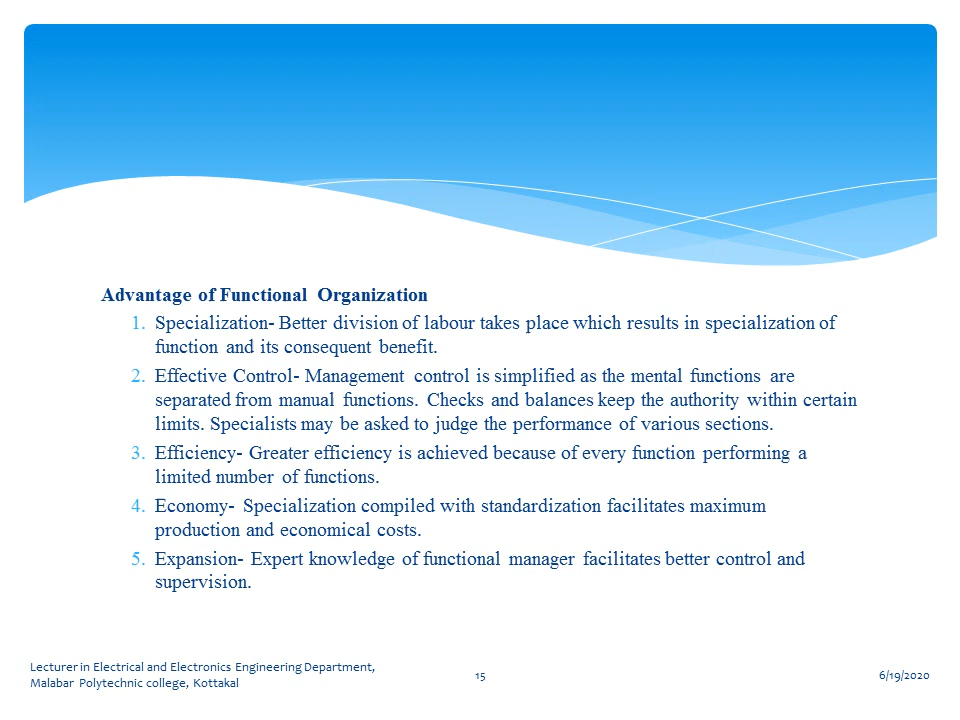 Advantage of Functional Organization
1. Specialization- Better division of labour takes place which results in specialization of
function and its consequent benefit.
2. Effective Control- Management control is simplified as the mental functions are
separated from manual functions. Checks and balances keep the authority within certain
limits. Specialists may be asked to judge the performance of various sections.
3. Efficiency- Greater efficiency is achieved because of every function performing a
limited number of functions.
4. Economy- Specialization compiled with standardization facilitates maximum
production and economical costs.
5. Expansion- Expert knowledge of functional manager facilitates better control and
supervision.
Lecturer in Electrical and Electronics Engineering Department,
Malabar Polytechnic college, Kottakal
15
6/19/2020